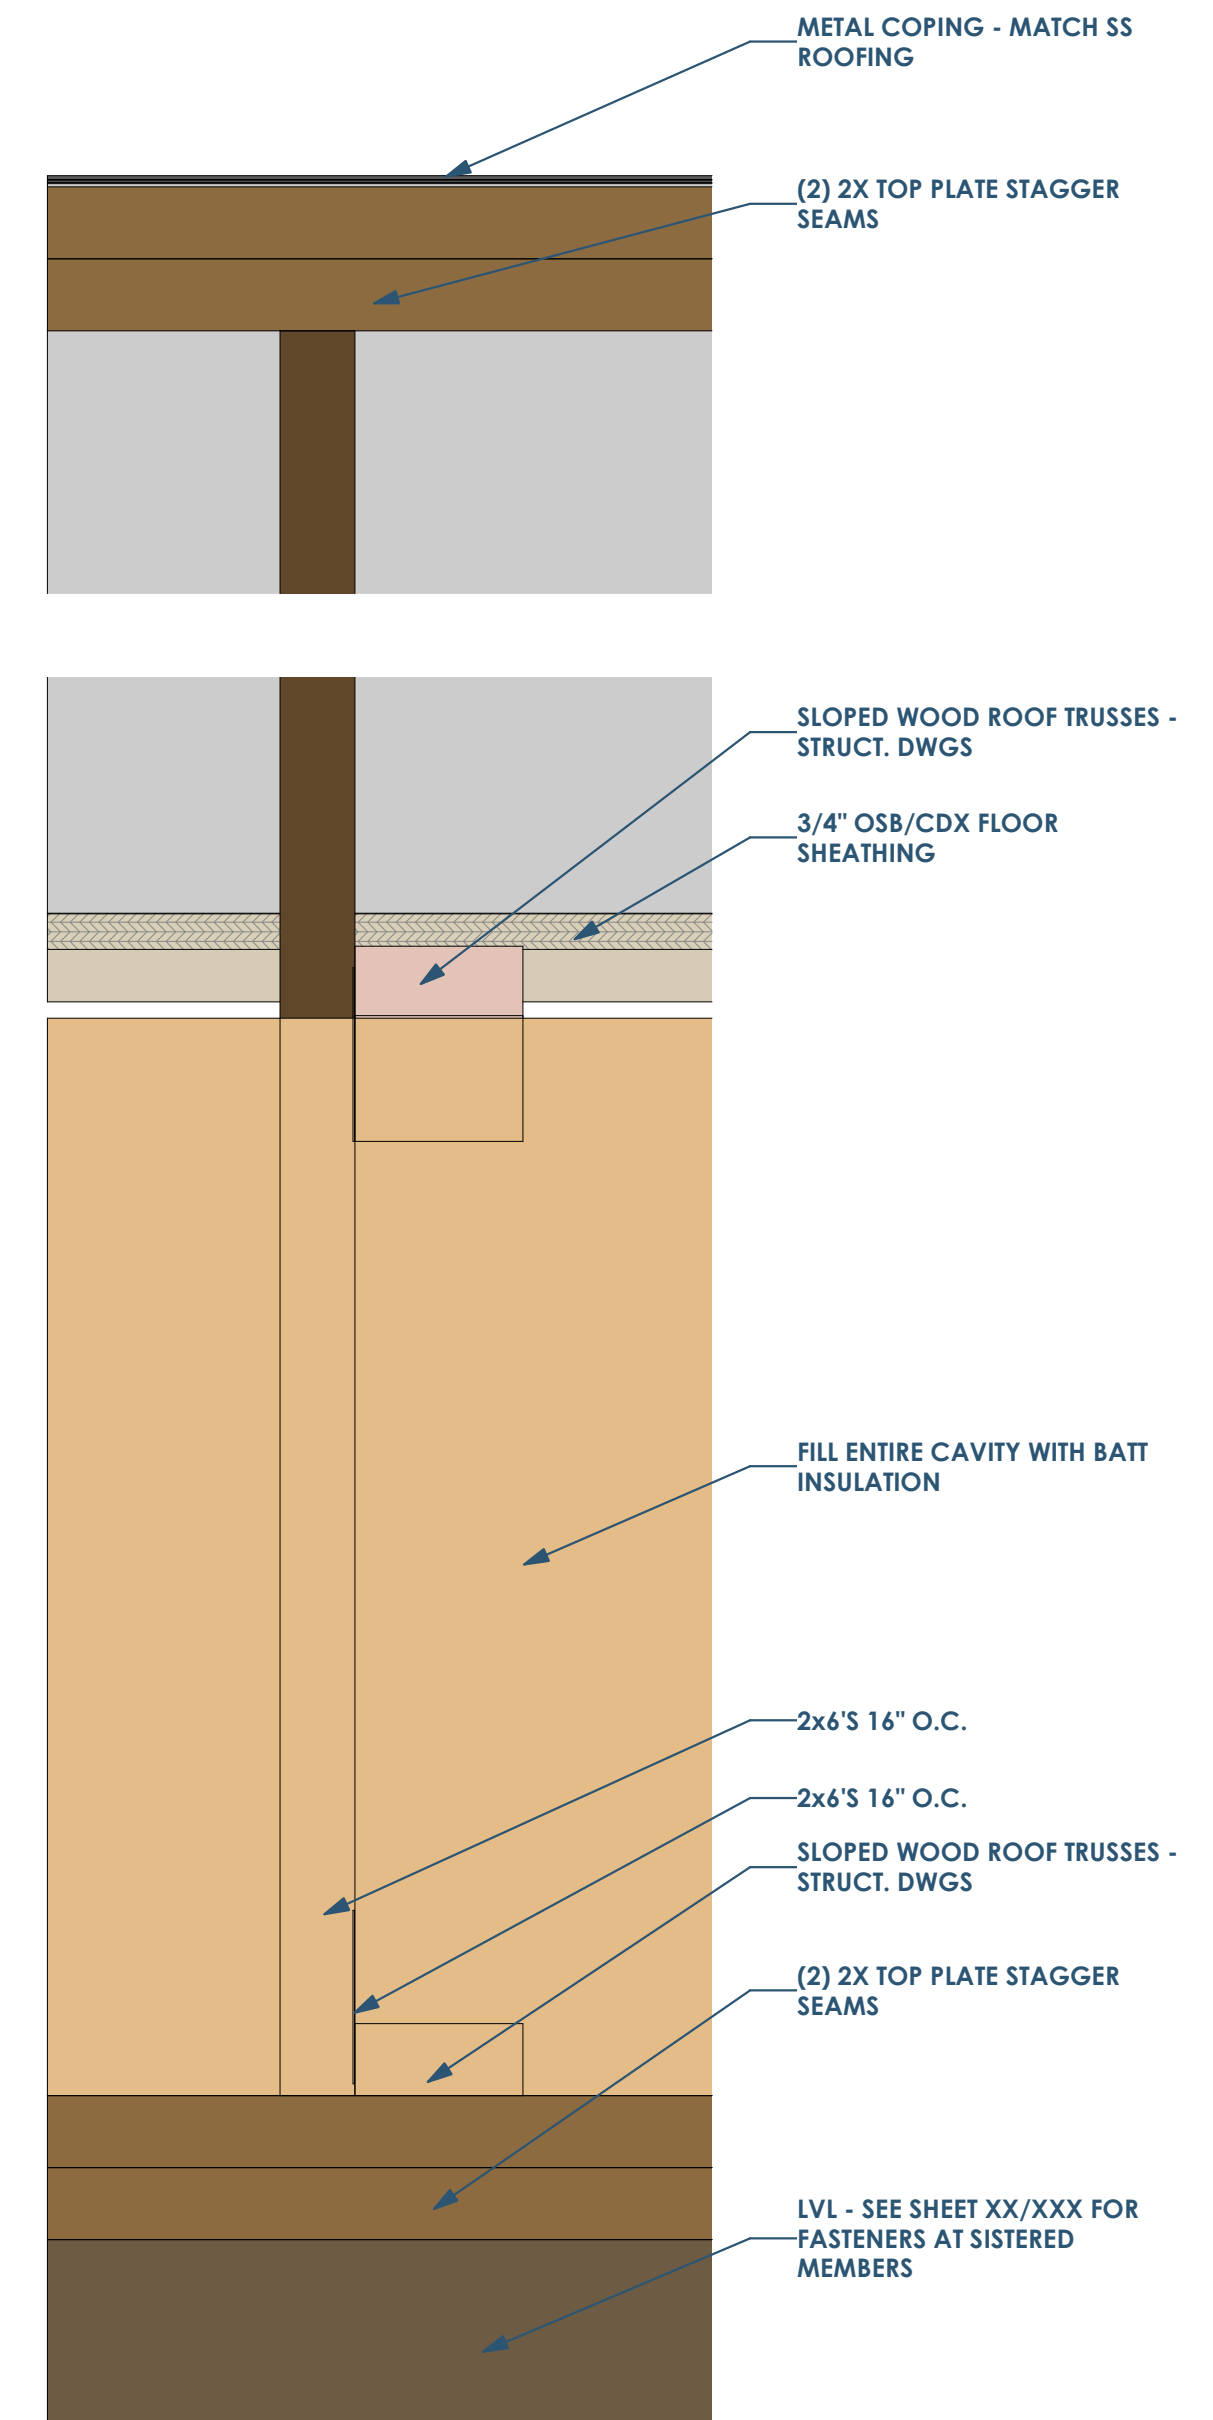 METAL COPING - MATCH SS
ROOFING
(2) 2X TOP PLATE STAGGER
SEAMS
SLOPED WOOD ROOF TRUSSES -
STRUCT. DWGS
3/4" OSB/CDX FLOOR
SHEATHING
FILL ENTIRE CAVITY WITH BATT
INSULATION
2x6'S 16" O.C.
2x6'S 16" O.C.
SLOPED WOOD ROOF TRUSSES -
STRUCT. DWGS
(2) 2X TOP PLATE STAGGER
SEAMS
LVL - SEE SHEET XX/XXX FOR
FASTENERS AT SISTERED
MEMBERS